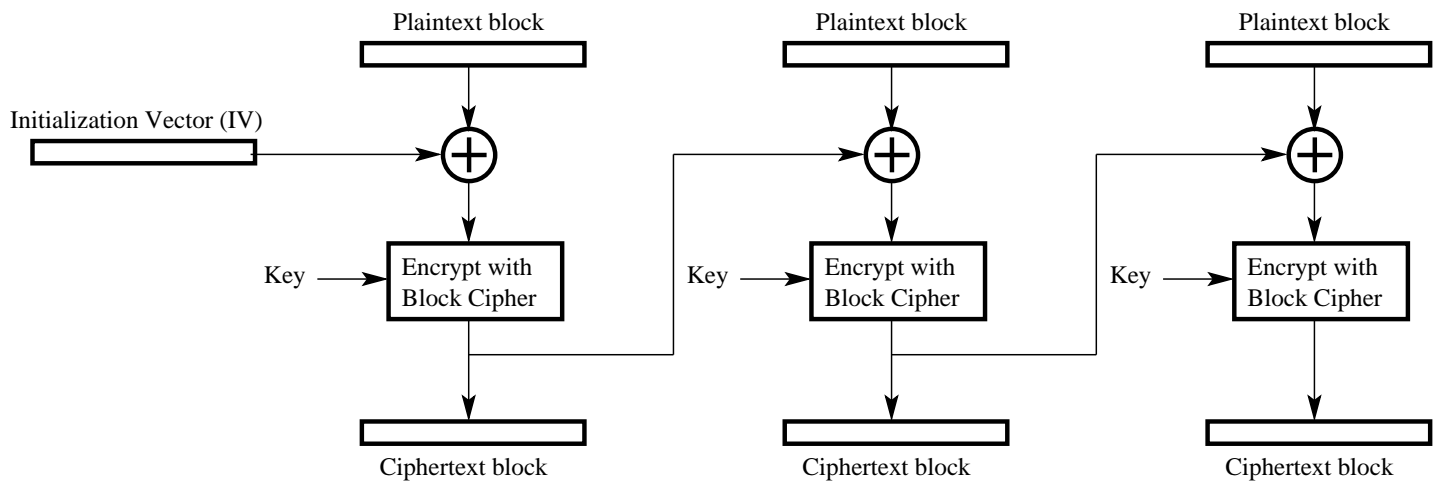 Plaintext block
Plaintext block
Plaintext block
Initialization Vector (IV)
Key
Encrypt with
Block Cipher
Key
Encrypt with
Block Cipher
Key
Encrypt with
Block Cipher
Ciphertext block
Ciphertext block
Ciphertext block